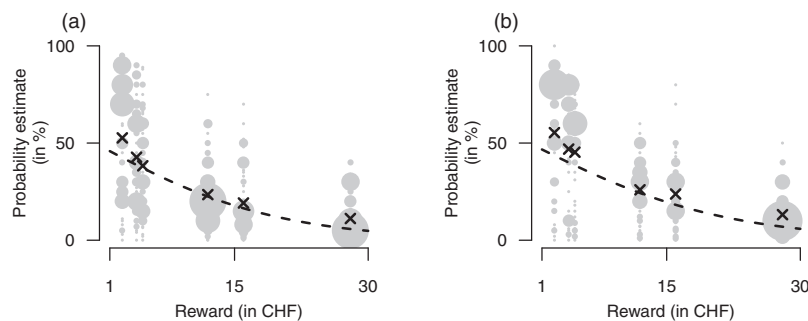 (a)
Probability estimate
(in %)
100
50
0
1
15
30
Reward (in CHF)
(b)
Probability estimate
(in %)
100
50
0
1
15
30
Reward (in CHF)